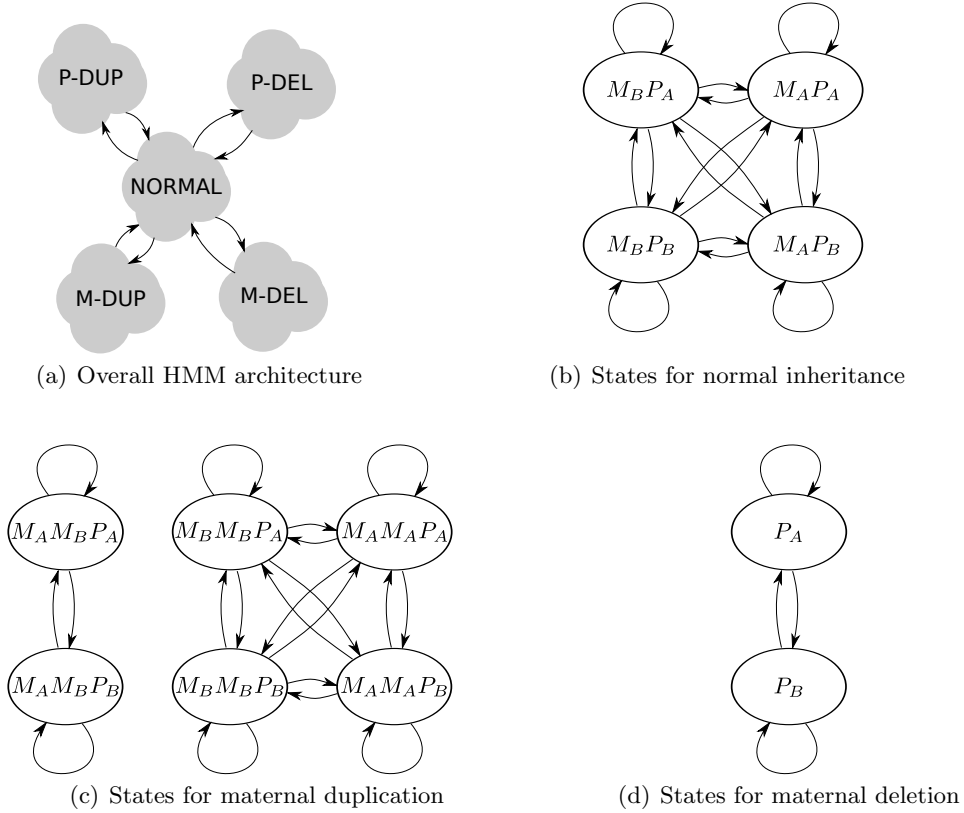 P-DUP
P-DEL
NORMAL
M-DUP
M-DEL
(a) Overall HMM architecture
M_B P_A
M_A P_A
M_B P_B
M_A P_B
(b) States for normal inheritance
M_A M_B P_A
M_B M_B P_A
M_A M_A P_A
M_A M_B P_B
M_B M_B P_B
M_A M_A P_B
(c) States for maternal duplication
P_A
P_B
(d) States for maternal deletion